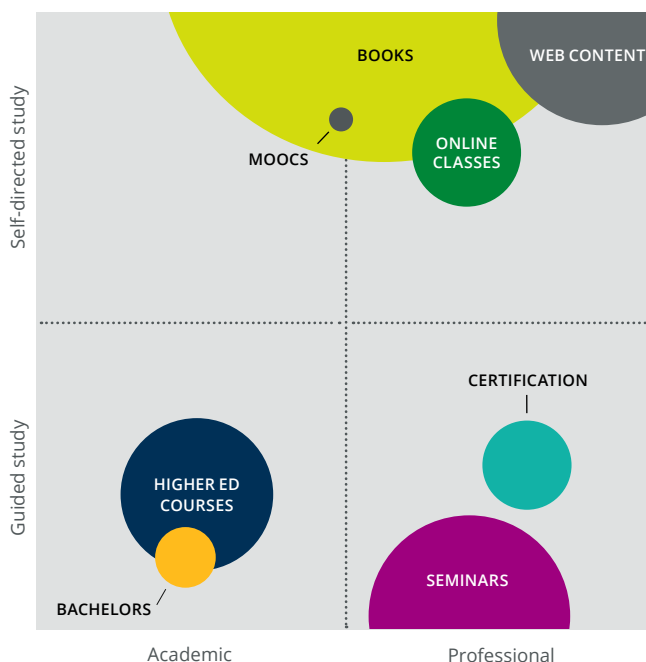 BOOKS
WEB CONTENT
MOOCS
ONLINE
CLASSES
Self-directed study
CERTIFICATION
HIGHER ED
COURSES
Guided study
SEMINARS
BACHELORS
Academic
Professional